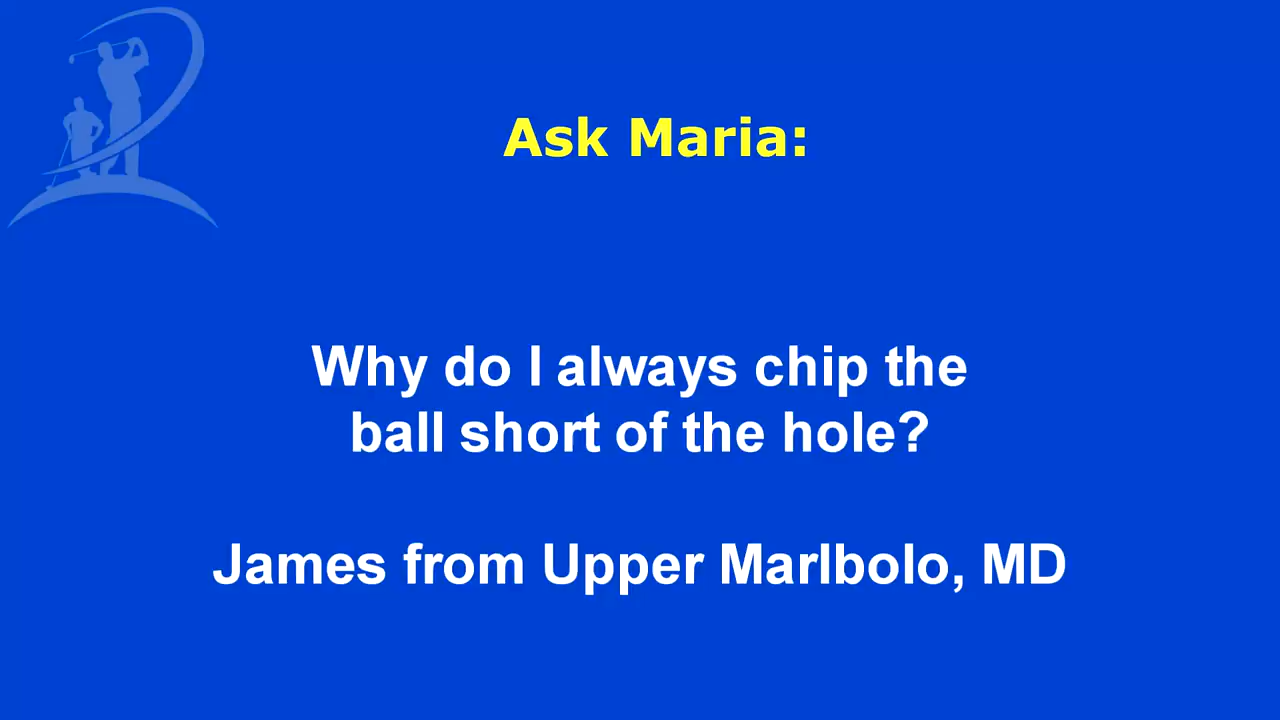 Ask Maria:
Why do I always chip the
ball short of the hole?
James from Upper Marlbolo, MD